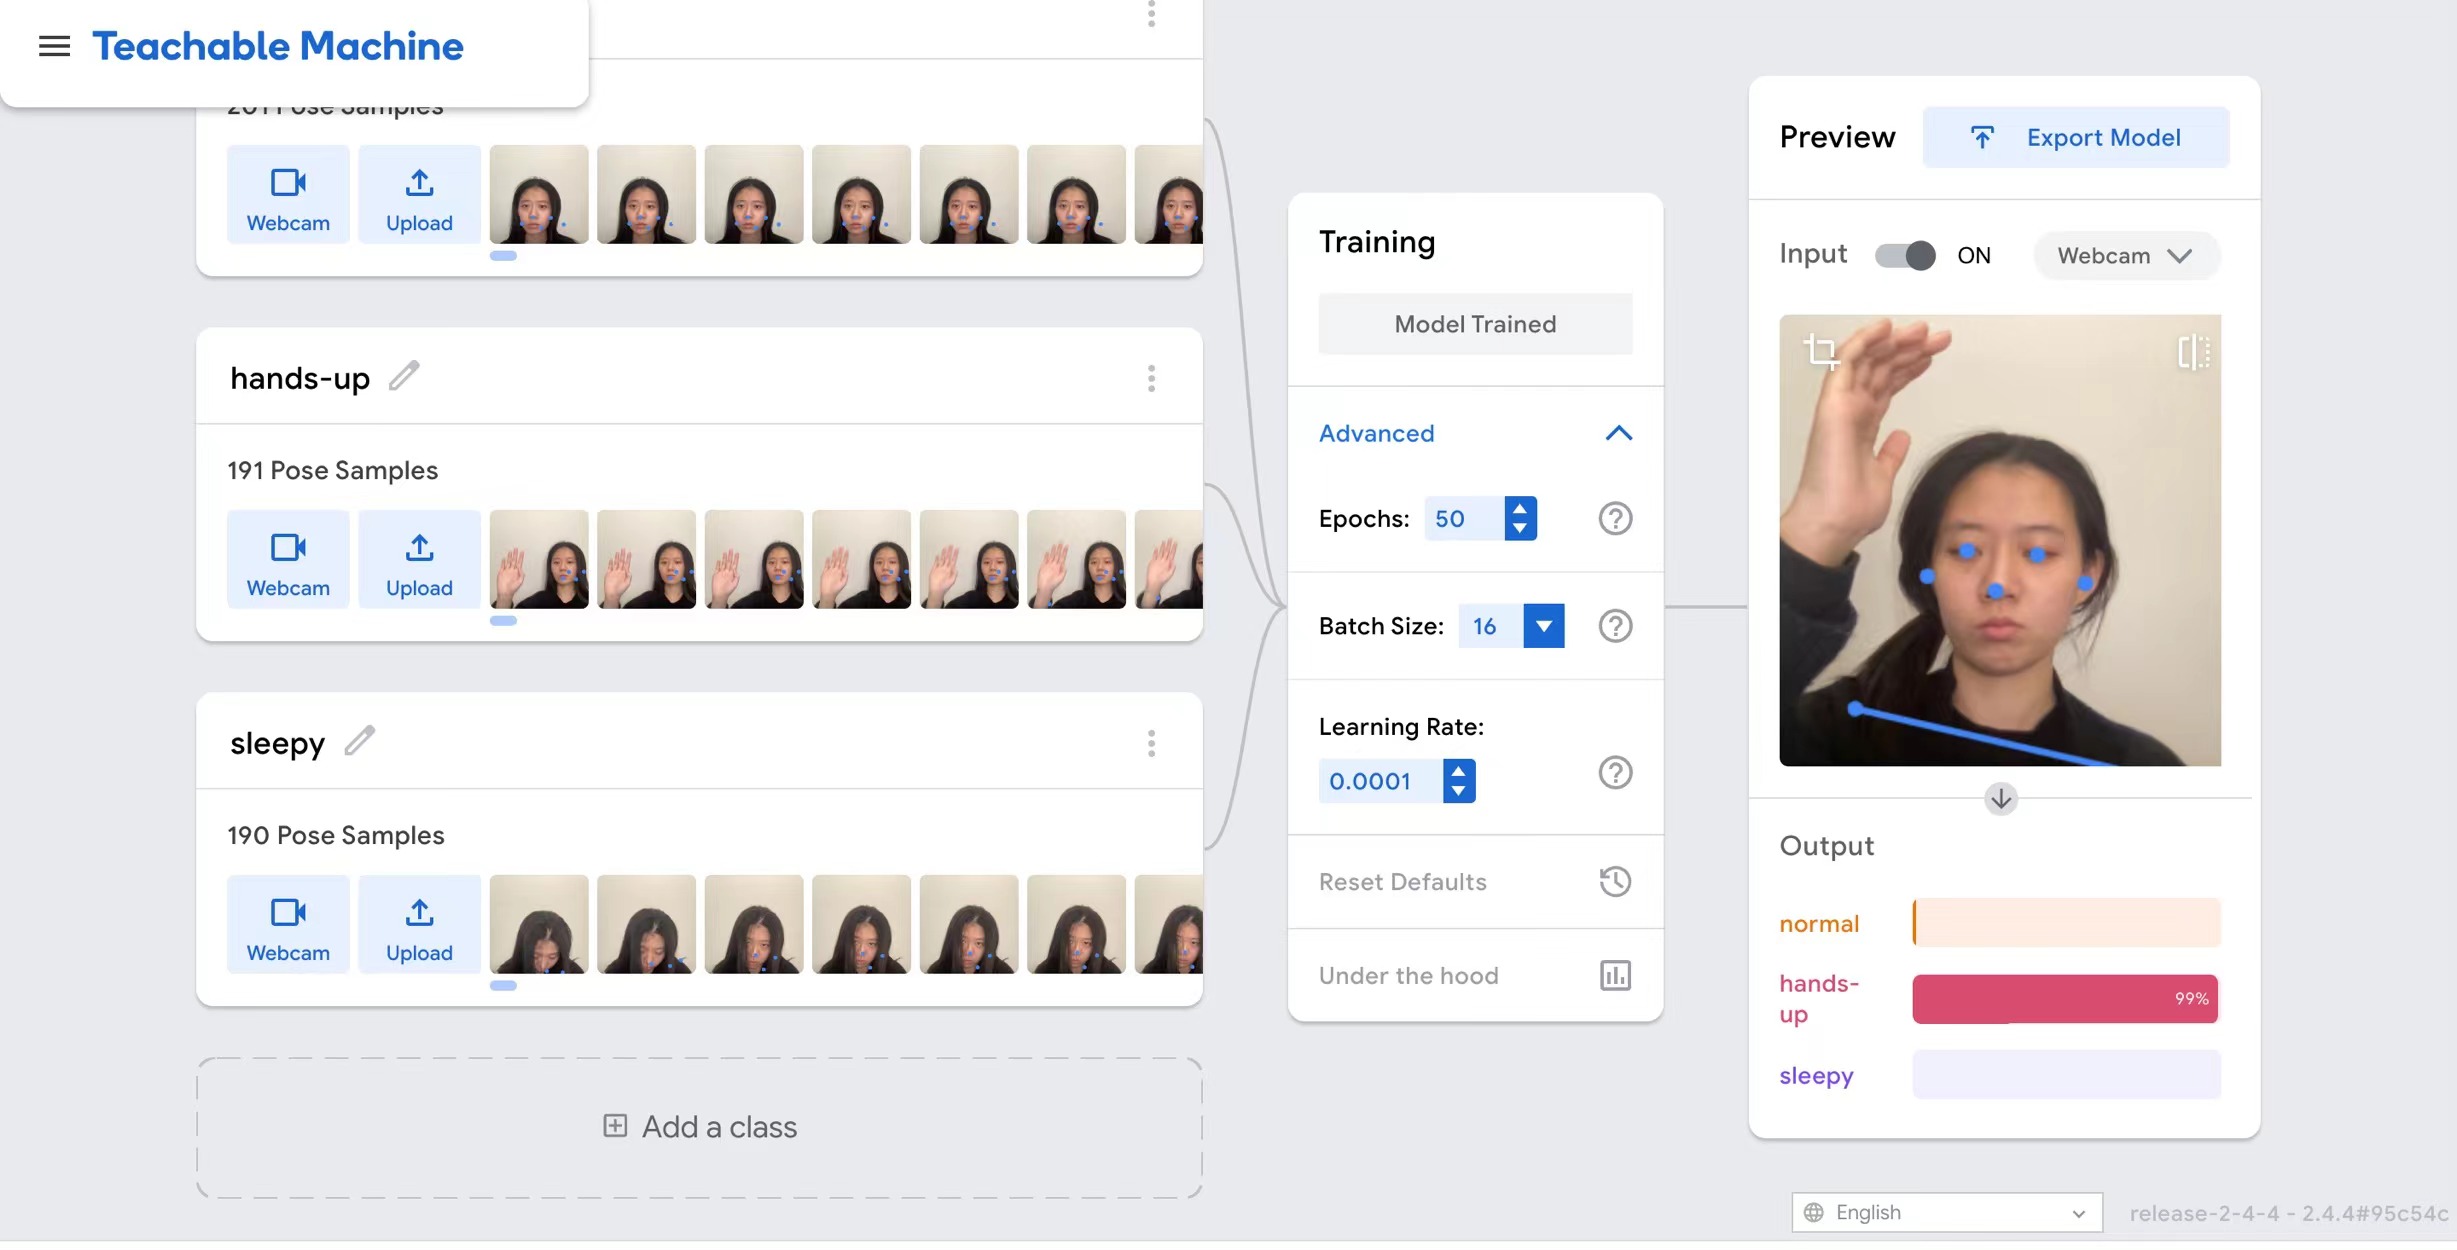 Teachable Machine
201 Pose Samples
Webcam
Upload
hands-up
191 Pose Samples
Webcam
Upload
sleepy
190 Pose Samples
Webcam
Upload
Add a class
Training
Model Trained
Advanced
Epochs: 50
Batch Size: 16
Learning Rate:
0.0001
Reset Defaults
Under the hood
Preview
Export Model
Input ON Webcam
Output
normal
hands-
up
99%
sleepy
English
release-2-4-4 - 2.4.4#95c54c